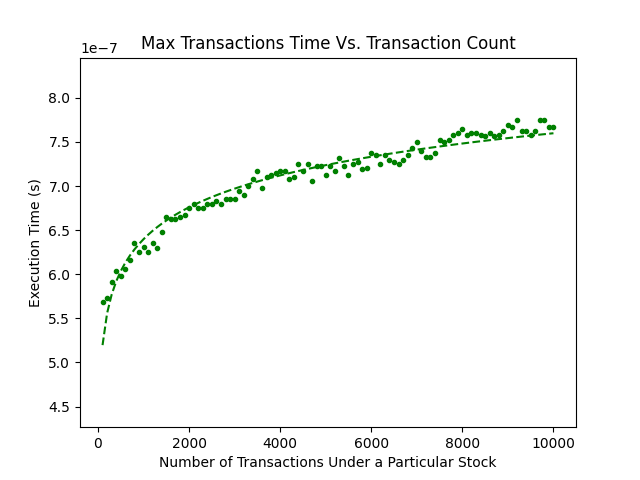 Max Transactions Time Vs. Transaction Count
1e−7
8.0
7.5
7.0
6.5
6.0
5.5
5.0
4.5
Execution Time (s)
0 2000 4000 6000 8000 10000
Number of Transactions Under a Particular Stock